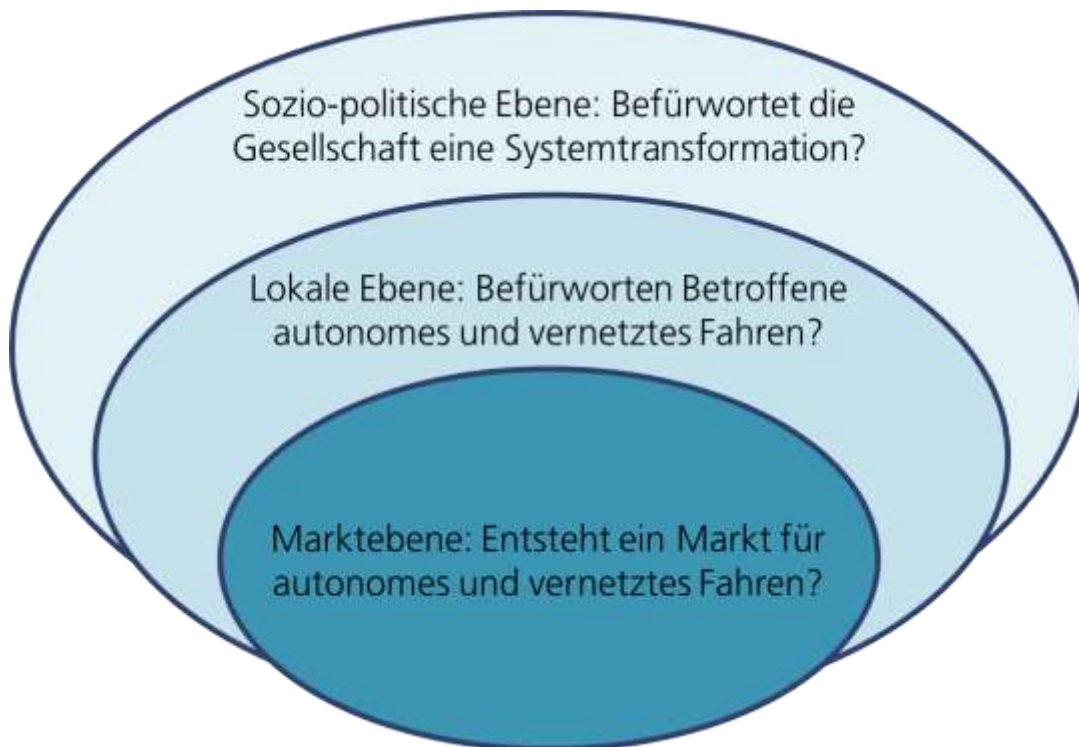 Sozio-politische Ebene: Befürwortet die
Gesellschaft eine Systemtransformation?
Lokale Ebene: Befürworten Betroffene
autonomes und vernetztes Fahren?
Marktebene: Entsteht ein Markt für
autonomes und vernetztes Fahren?